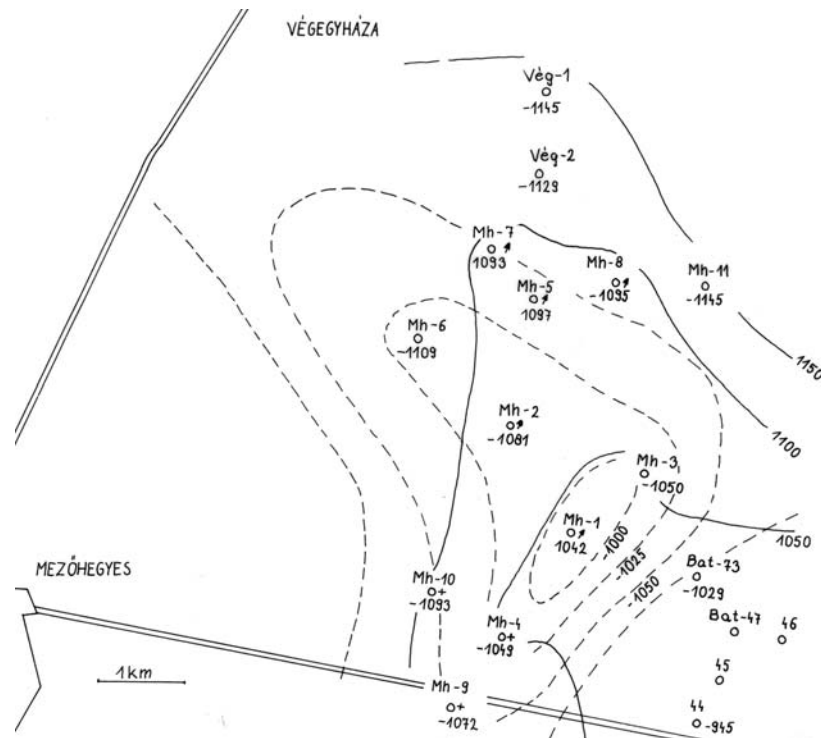 VÉGEGYHÁZA
Vég-1
-1145
Vég-2
-1129
Mh-7
1093
Mh-8
-1095
Mh-11
-1145
Mh-5
1097
Mh-6
-1109
1150
Mh-2
-1081
1100
Mh-3
-1050
Mh-1
1042
-1000
1050
-1025
-1050
MEZŐHEGYES
Mh-10
-1093
Bat-73
-1029
Mh-4
-1049
Bat-47
46
1km
45
Mh-9
-1072
44
-945